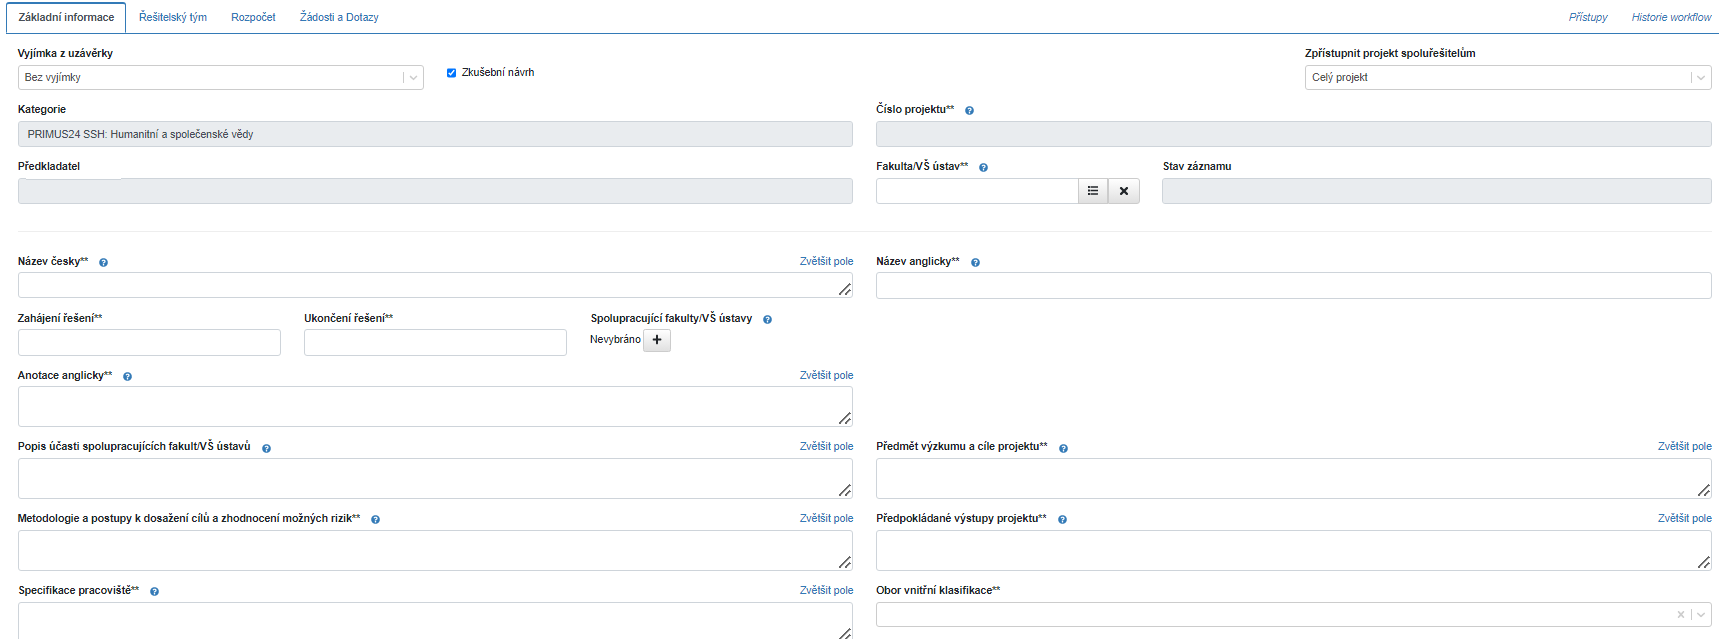 Základní informace Řešitelský tým Rozpočet Žádosti a Dotazy Přístupy Historie workflow
Vyjímka z uzávěrky Zpřístupnit projekt spoluřešitelům
Bez vyjímky Zkušební návrh Celý projekt
Kategorie Číslo projektu**
PRIMUS24 SSH: Humanitní a společenské vědy
Předkladatel Fakulta/VŠ ústav** Stav záznamu
Název česky** Zvětšit pole Název anglicky**
Zahájení řešení** Ukončení řešení** Spolupracující fakulty/VŠ ústavy
Nevybráno +
Anotace anglicky** Zvětšit pole
Popis účasti spolupracujících fakult/VŠ ústavů Zvětšit pole Předmět výzkumu a cíle projektu** Zvětšit pole
Metodologie a postupy k dosažení cílů a zhodnocení možných rizik** Zvětšit pole Předpokládané výstupy projektu** Zvětšit pole
Specifikace pracoviště** Zvětšit pole Obor vnitřní klasifikace**